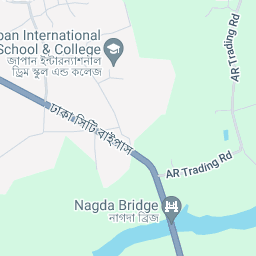 pan International
School & College
জাপান ইন্টারন্যাশনাল
ড্রিম স্কুল এন্ড কলেজ
AR Trading Rd
ঢাকা সিটি বাইপাস
AR Trading Rd
Nagda Bridge
নাগদা ব্রিজ